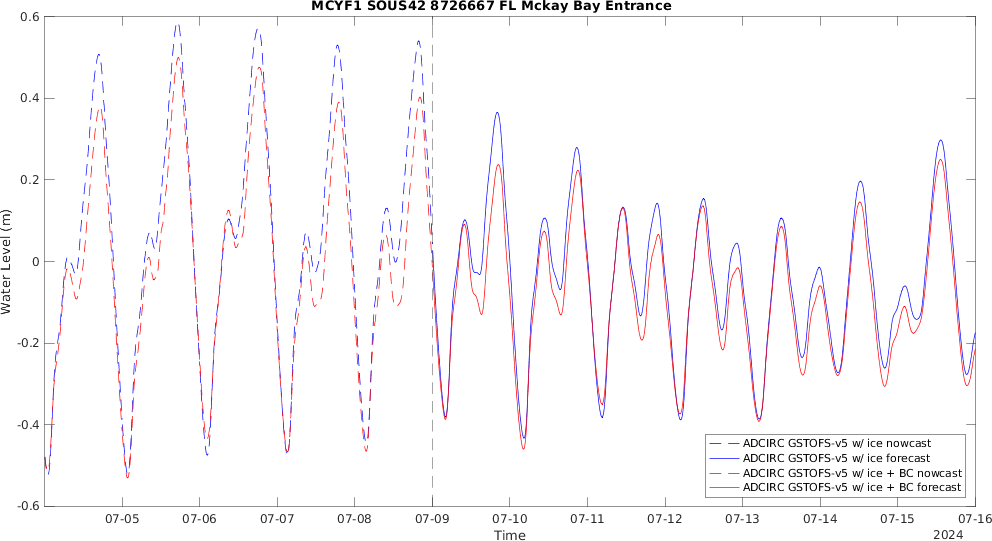 MCYF1 SOUS42 8726667 FL Mckay Bay Entrance
0.6
0.4
0.2
0
-0.2
-0.4
-0.6
Water Level (m)
07-05 07-06 07-07 07-08 07-09 07-10 07-11 07-12 07-13 07-14 07-15 07-16
Time
2024
ADCIRC GSTOFS-v5 w/ ice nowcast
ADCIRC GSTOFS-v5 w/ ice forecast
ADCIRC GSTOFS-v5 w/ ice + BC nowcast
ADCIRC GSTOFS-v5 w/ ice + BC forecast